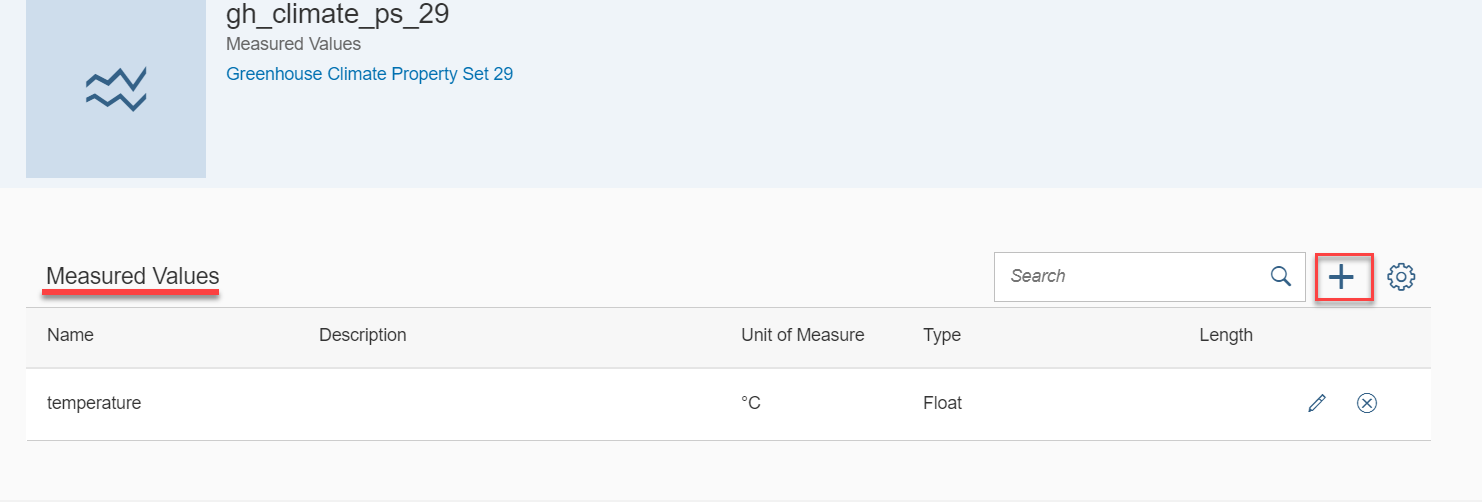 gh_climate_ps_29
Measured Values
Greenhouse Climate Property Set 29
Measured Values
Search
Name Description Unit of Measure Type Length
temperature °C Float